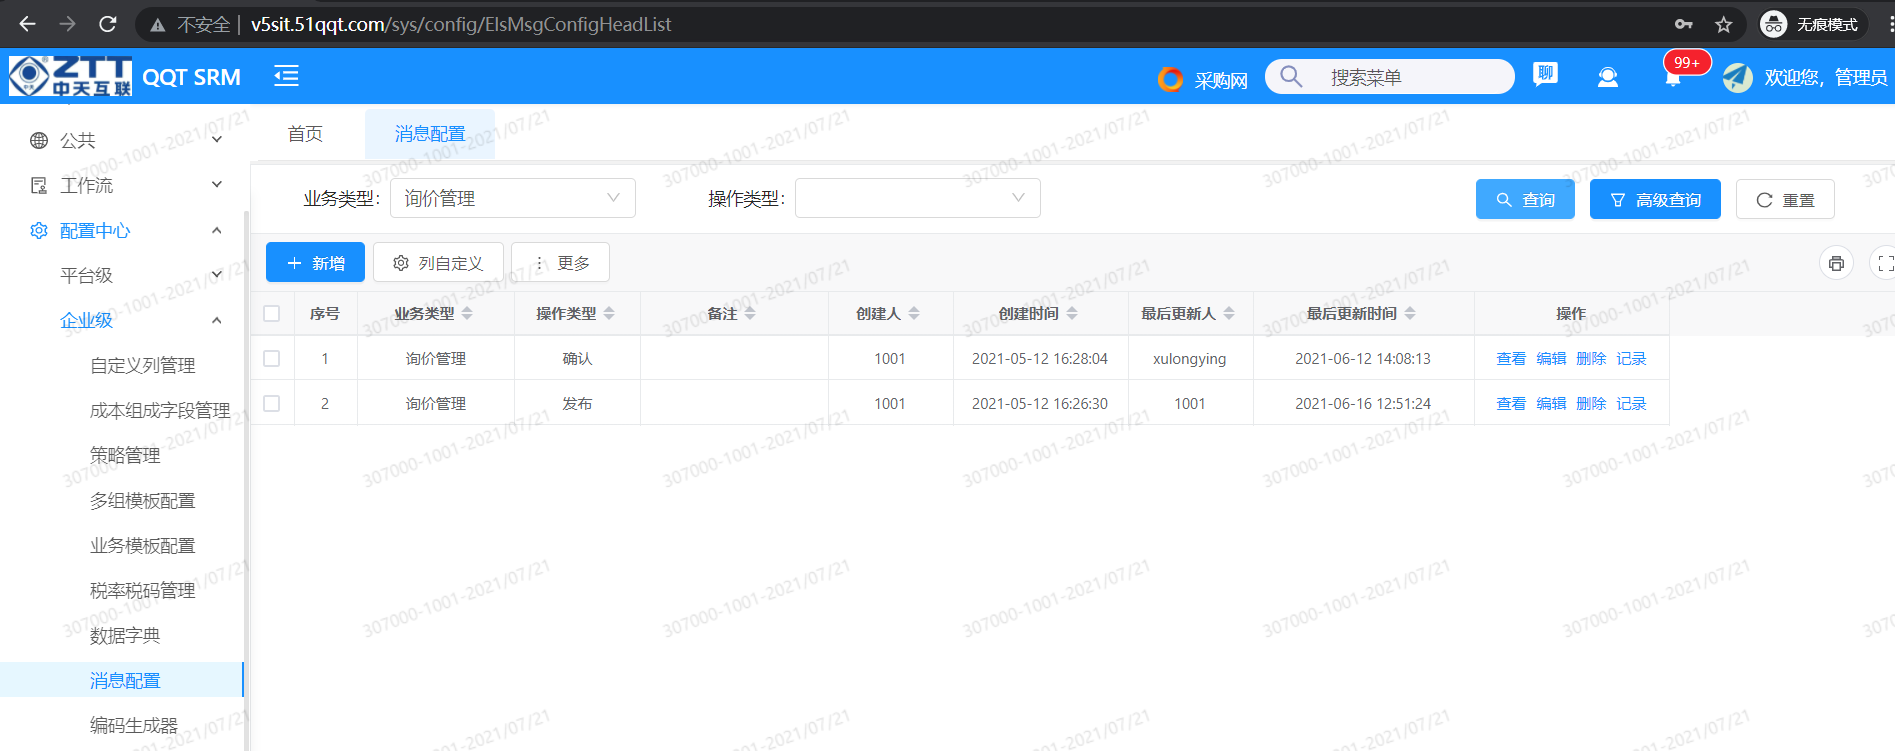 不安全 | v5sit.51qqt.com/sys/config/ElsMsgConfigHeadList
无痕模式
ZTT
中天互联
QQT SRM
采购网
搜索菜单
聊
99+
欢迎您，管理员
公共
工作流
配置中心
平台级
企业级
自定义列管理
成本组成字段管理
策略管理
多组模板配置
业务模板配置
税率税码管理
数据字典
消息配置
编码生成器
首页 消息配置
业务类型: 询价管理 操作类型: 查询 高级查询 重置
新增 列自定义 更多
序号 业务类型 操作类型 备注 创建人 创建时间 最后更新人 最后更新时间 操作
1 询价管理 确认 1001 2021-05-12 16:28:04 xulongying 2021-06-12 14:08:13 查看 编辑 删除 记录
2 询价管理 发布 1001 2021-05-12 16:26:30 1001 2021-06-16 12:51:24 查看 编辑 删除 记录
307000-1001-2021/07/21